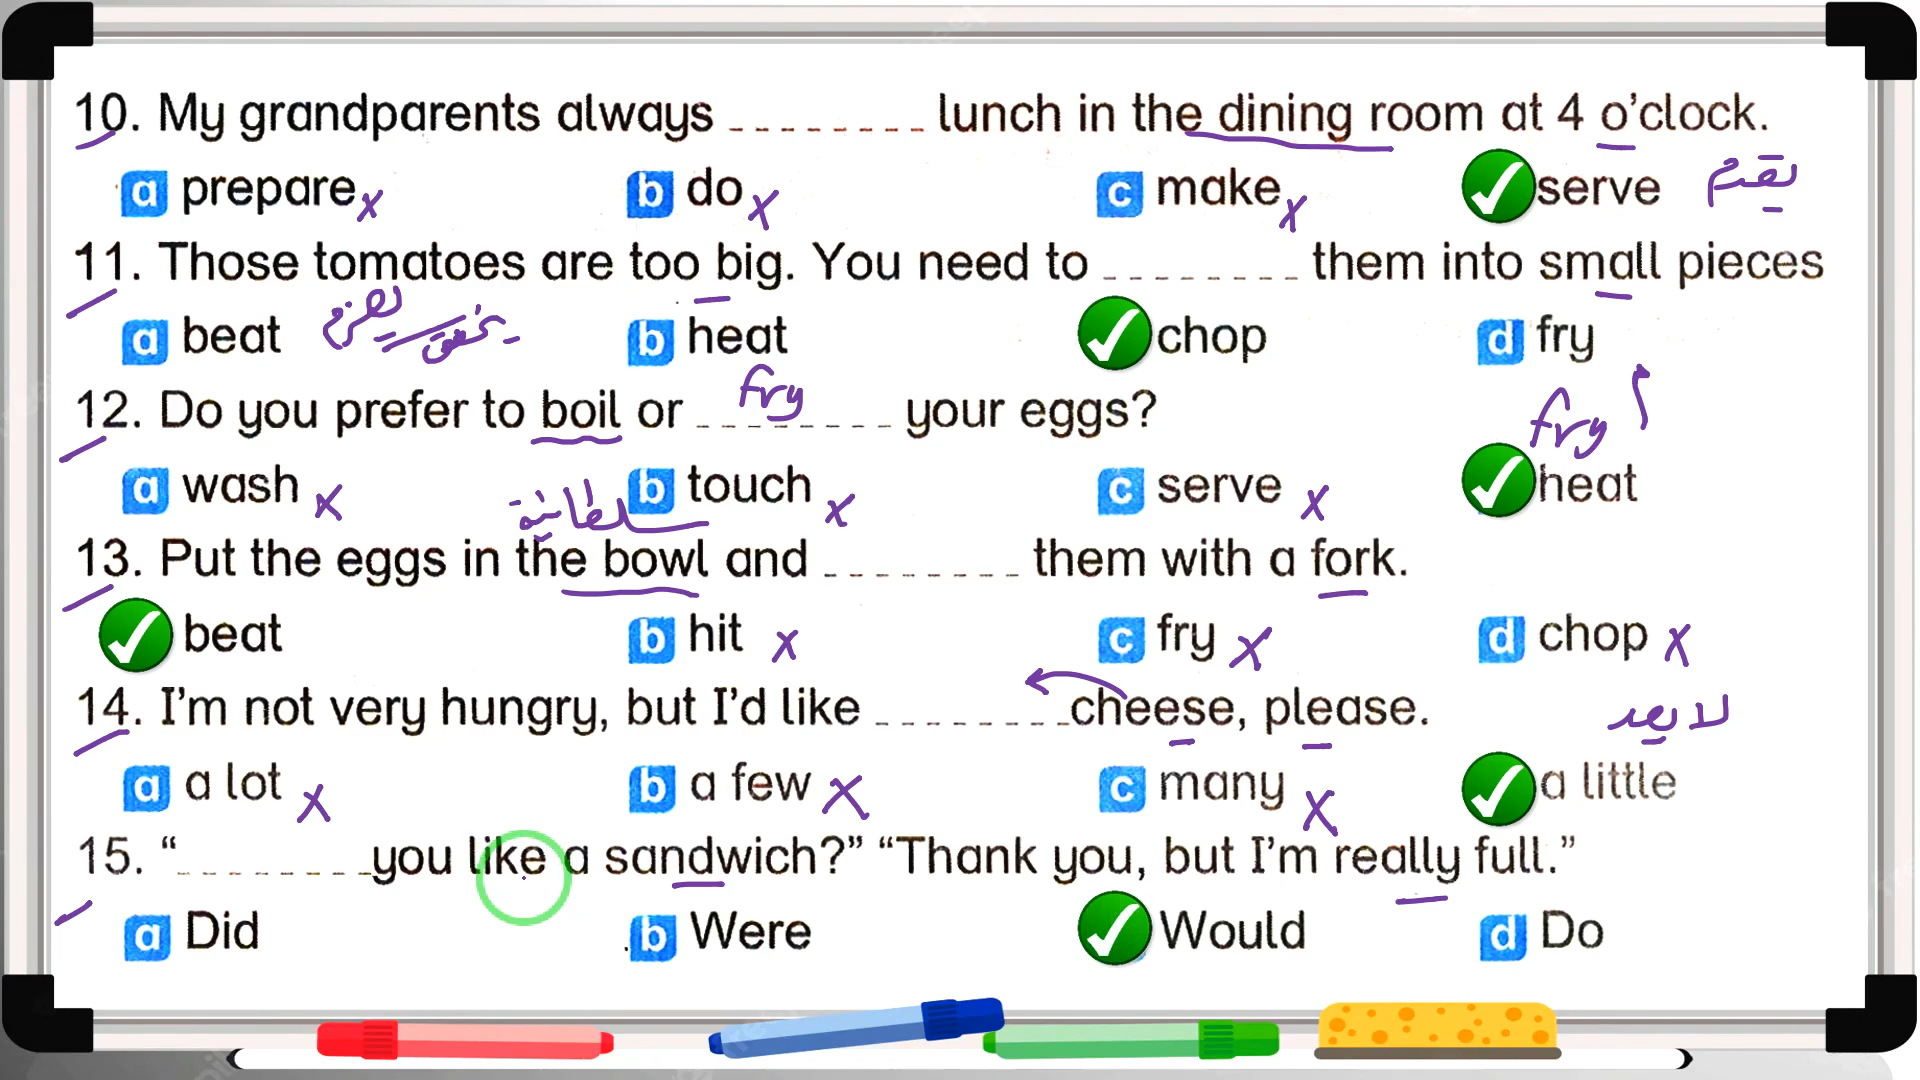 10. My grandparents always -------- lunch in the dining room at 4 o'clock.
a prepare x b do x c make x serve يقدم
11. Those tomatoes are too big. You need to -------- them into small pieces
a beat يخفق يهزم b heat chop d fry
12. Do you prefer to boil or fry -------- your eggs? fry
a wash x b touch x c serve x heat
سلطانية
13. Put the eggs in the bowl and -------- them with a fork.
beat b hit x c fry x d chop x
14. I'm not very hungry, but I'd like -------- cheese, please. لا يعد
a a lot x b a few x c many x a little
15. “--------you like a sandwich?” “Thank you, but I'm really full.”
a Did b Were Would d Do